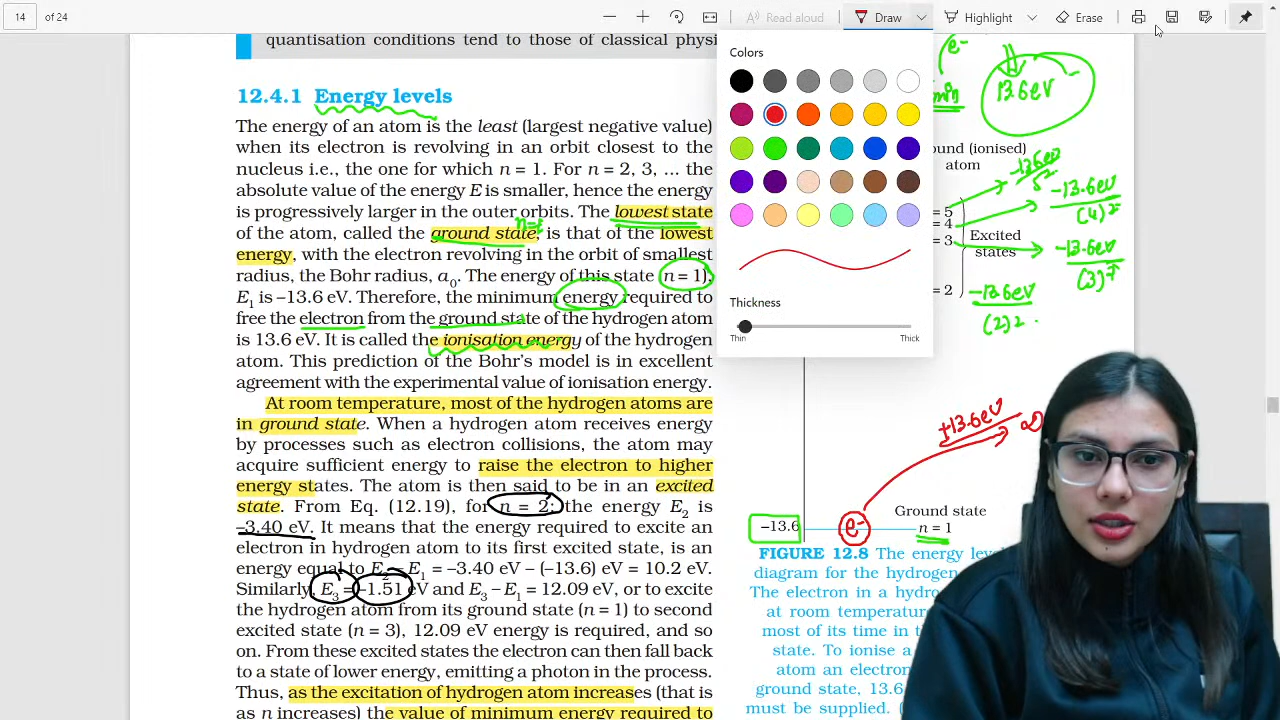 14 of 24
Read aloud
Draw
Highlight
Erase
Colors
Thickness
Thin
Thick
quantisation conditions tend to those of classical physi
12.4.1 Energy levels
The energy of an atom is the least (largest negative value)
when its electron is revolving in an orbit closest to the
nucleus i.e., the one for which n = 1. For n = 2, 3, ... the
absolute value of the energy E is smaller, hence the energy
is progressively larger in the outer orbits. The lowest state
of the atom, called the ground state, is that of the lowest
energy, with the electron revolving in the orbit of smallest
radius, the Bohr radius, a0. The energy of this state (n = 1),
E1 is –13.6 eV. Therefore, the minimum energy required to
free the electron from the ground state of the hydrogen atom
is 13.6 eV. It is called the ionisation energy of the hydrogen
atom. This prediction of the Bohr's model is in excellent
agreement with the experimental value of ionisation energy.
At room temperature, most of the hydrogen atoms are
in ground state. When a hydrogen atom receives energy
by processes such as electron collisions, the atom may
acquire sufficient energy to raise the electron to higher
energy states. The atom is then said to be in an excited
state. From Eq. (12.19), for n = 2; the energy E2 is
–3.40 eV. It means that the energy required to excite an
electron in hydrogen atom to its first excited state, is an
energy equal to E2 – E1 = –3.40 eV – (–13.6) eV = 10.2 eV.
Similarly, E3 = –1.51 eV and E3 – E1 = 12.09 eV, or to excite
the hydrogen atom from its ground state (n = 1) to second
excited state (n = 3), 12.09 eV energy is required, and so
on. From these excited states the electron can then fall back
to a state of lower energy, emitting a photon in the process.
Thus, as the excitation of hydrogen atom increases (that is
as n increases) the value of minimum energy required to
e-
min
13.6eV
ound (ionised)
atom
-13.6eV
5²
= 5
-13.6eV
(4)²
= 4
= 3
Excited
states
-13.6eV
(3)²
= 2
-13.6eV
(2)2
+13.6eV
∞
Ground state
–13.6
e-
n = 1
FIGURE 12.8 The energy leve
diagram for the hydrogen
The electron in a hydro
at room temperature
most of its time in t
state. To ionise a
atom an electron
ground state, 13.6
must be supplied. (